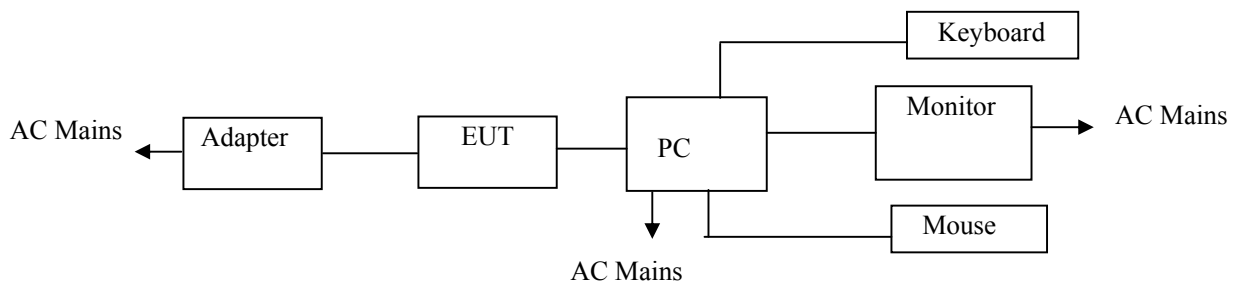 Keyboard
AC Mains
Adapter
EUT
PC
Monitor
AC Mains
Mouse
AC Mains